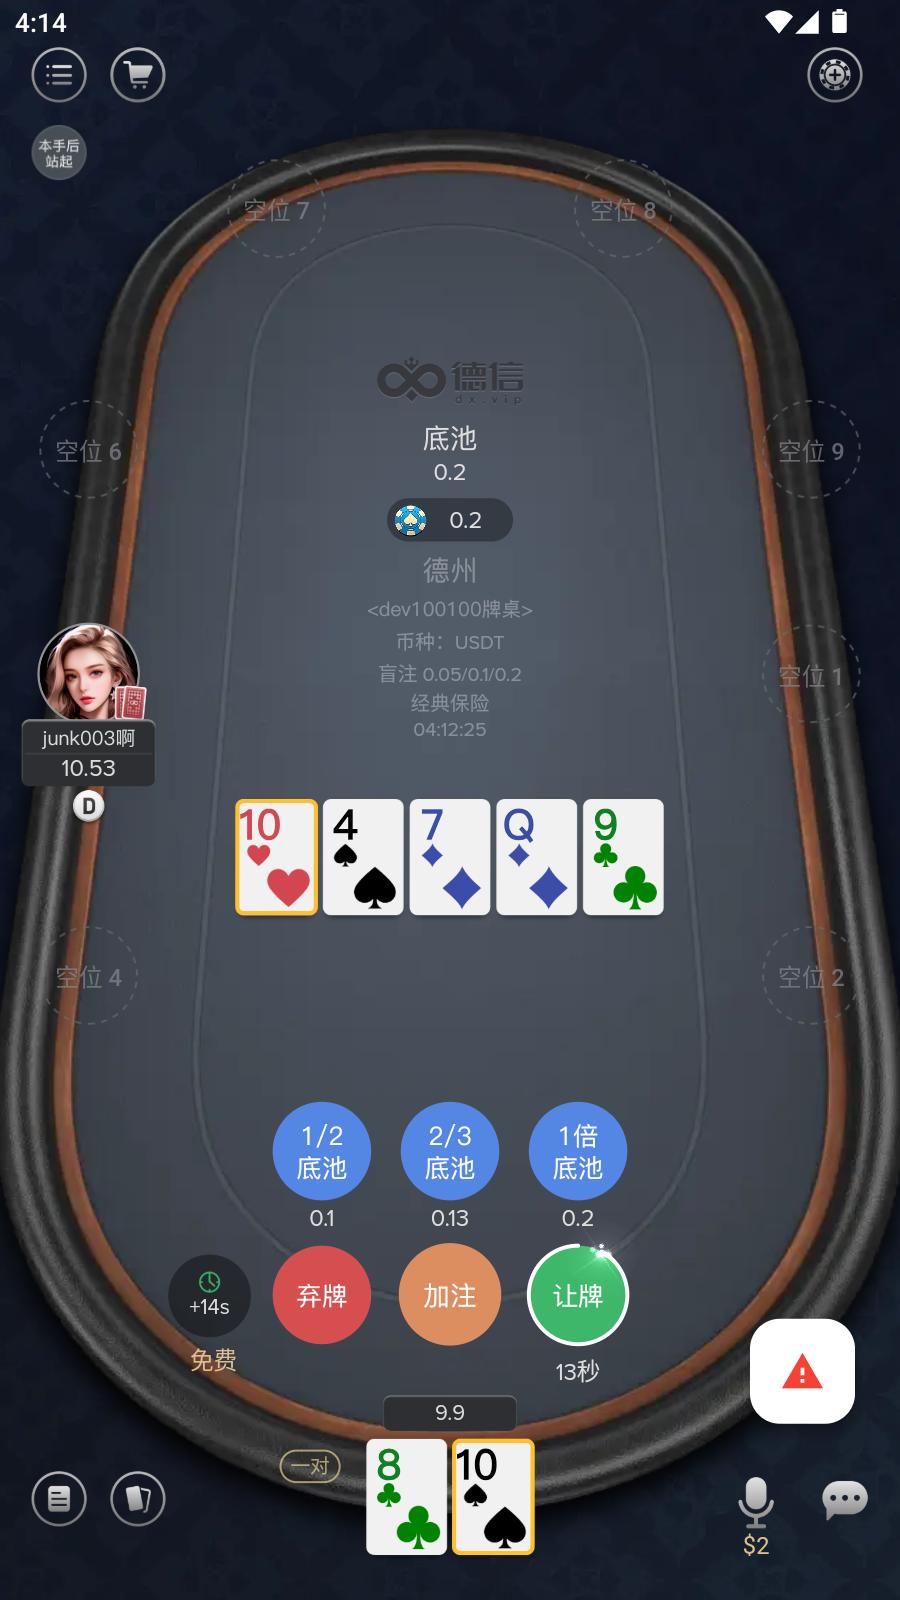 4:14
本手后
站起
空位 7
空位 8
德信
dx.vip
底池
0.2
空位 6
空位 9
0.2
德州
<dev100100牌桌>
币种：USDT
盲注 0.05/0.1/0.2
经典保险
04:12:25
空位 1
junk003啊
10.53
D
10
4
7
Q
9
空位 4
空位 2
1/2
底池
2/3
底池
1倍
底池
0.1
0.13
0.2
+14s
弃牌
加注
让牌
免费
13秒
9.9
一对
8
10
$2